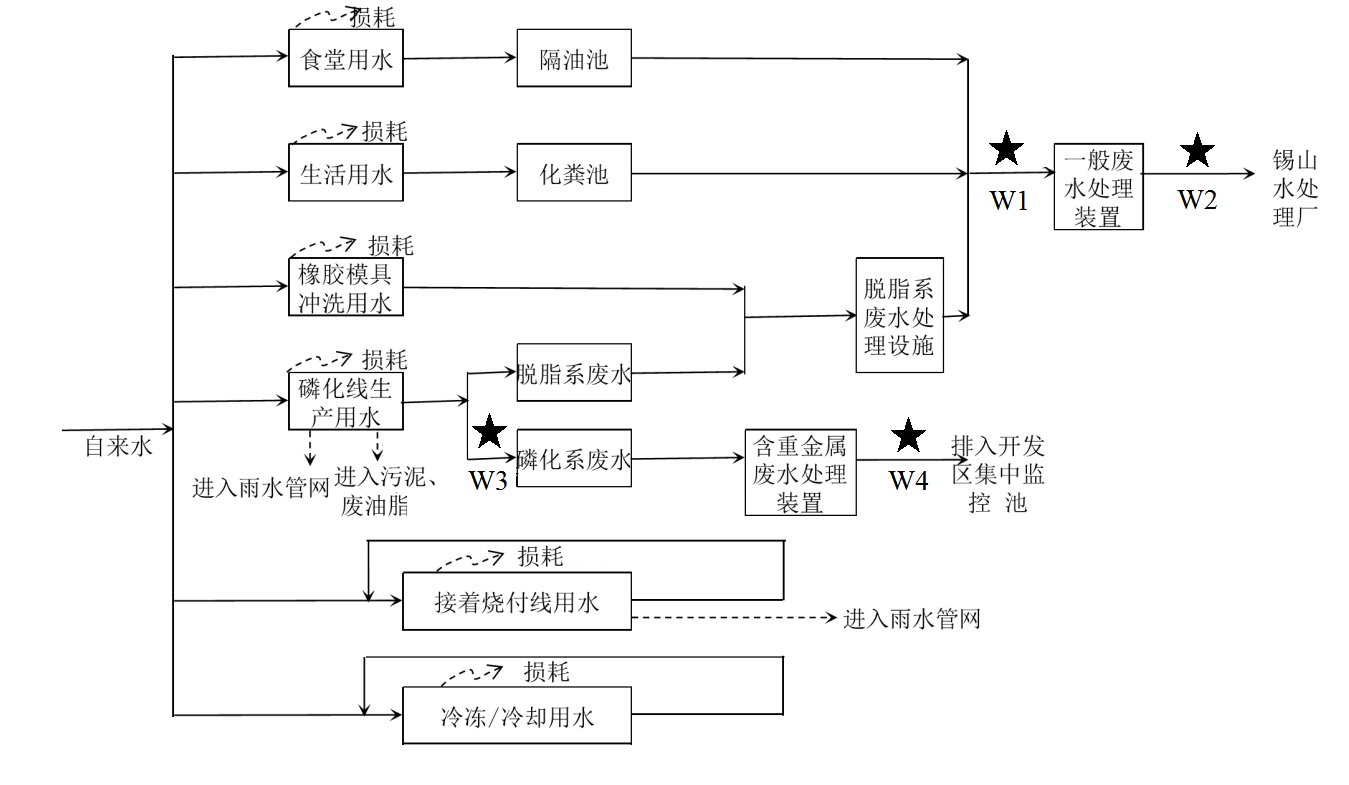 损耗
食堂用水
隔油池
损耗
生活用水
化粪池
W1
一般废
水处理
装置
W2
锡山
水处
理厂
损耗
橡胶模具
冲洗用水
脱脂系
废水处
理设施
损耗
磷化线生
产用水
脱脂系废水
自来水
W3
磷化系废水
含重金属
废水处理
装置
W4
排入开发
区集中监
控 池
进入雨水管网
进入污泥、
废油脂
损耗
接着烧付线用水
进入雨水管网
损耗
冷冻/冷却用水